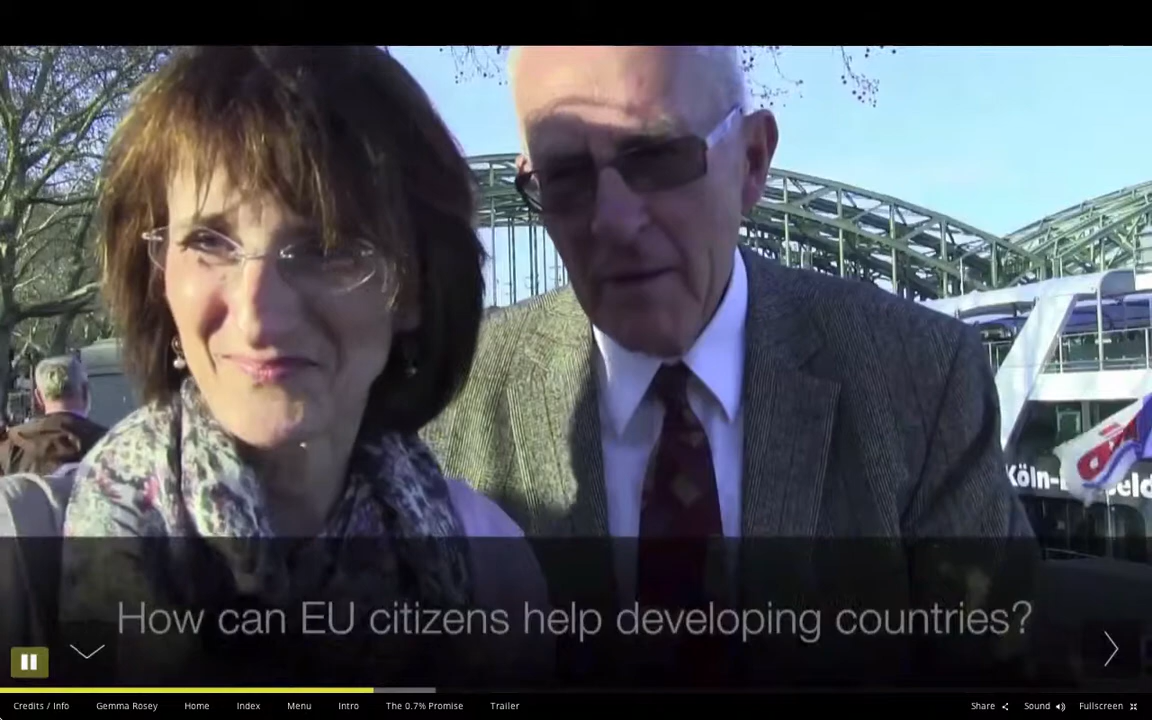 Köln-
How can EU citizens help developing countries?
Credits / Info Gemma Rosey Home Index Menu Intro The 0.7% Promise Trailer Share Sound Fullscreen